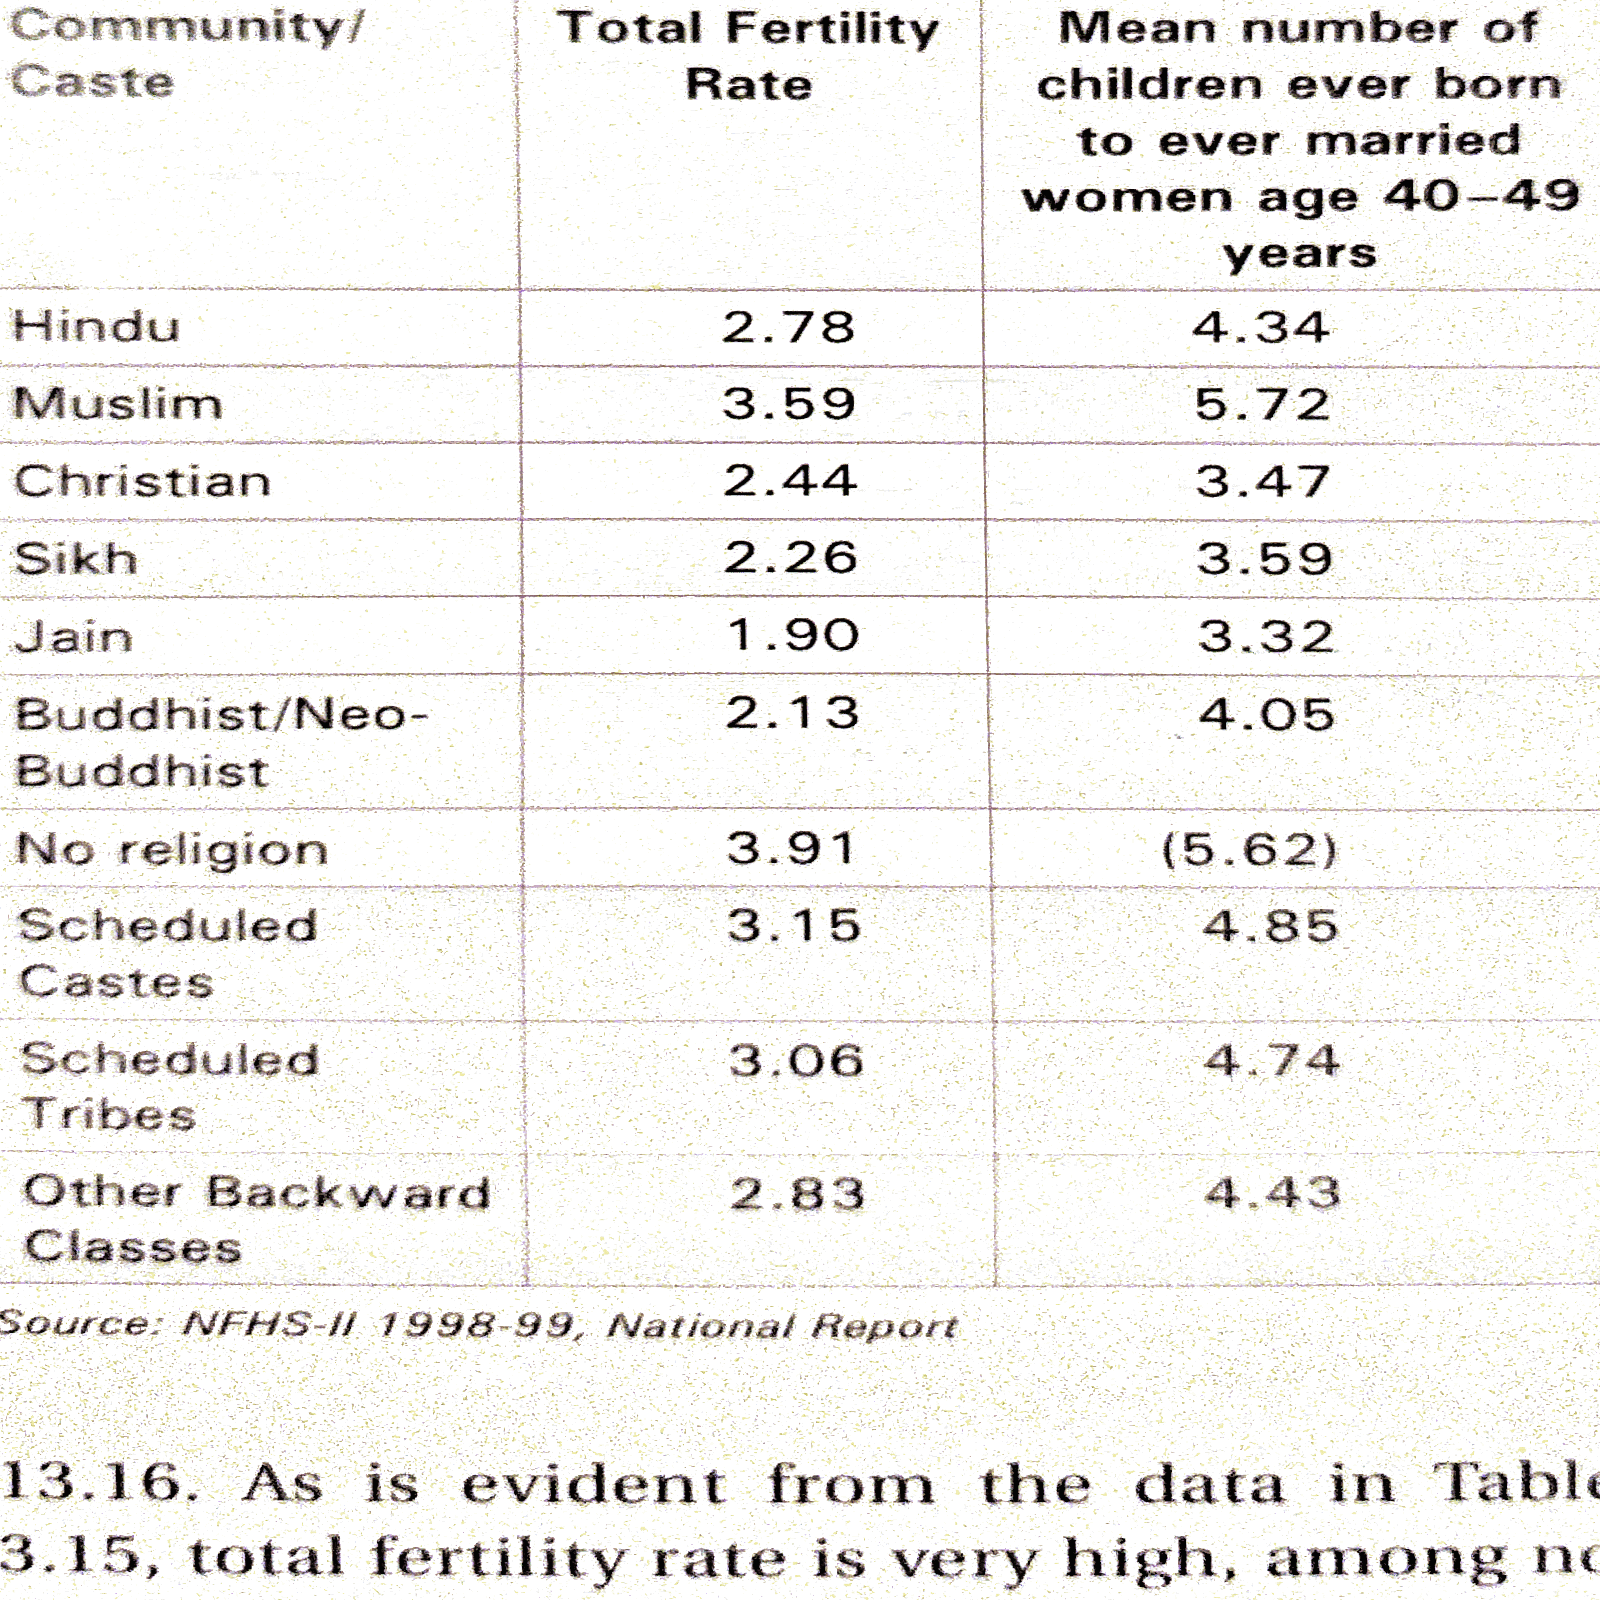 Community/ Total Fertility Mean number of
Caste Rate children ever born
to ever married
women age 40–49
years
Hindu 2.78 4.34
Muslim 3.59 5.72
Christian 2.44 3.47
Sikh 2.26 3.59
Jain 1.90 3.32
Buddhist/Neo- 2.13 4.05
Buddhist
No religion 3.91 (5.62)
Scheduled 3.15 4.85
Castes
Scheduled 3.06 4.74
Tribes
Other Backward 2.83 4.43
Classes
Source: NFHS-II 1998-99, National Report
13.16. As is evident from the data in Table
3.15, total fertility rate is very high, among